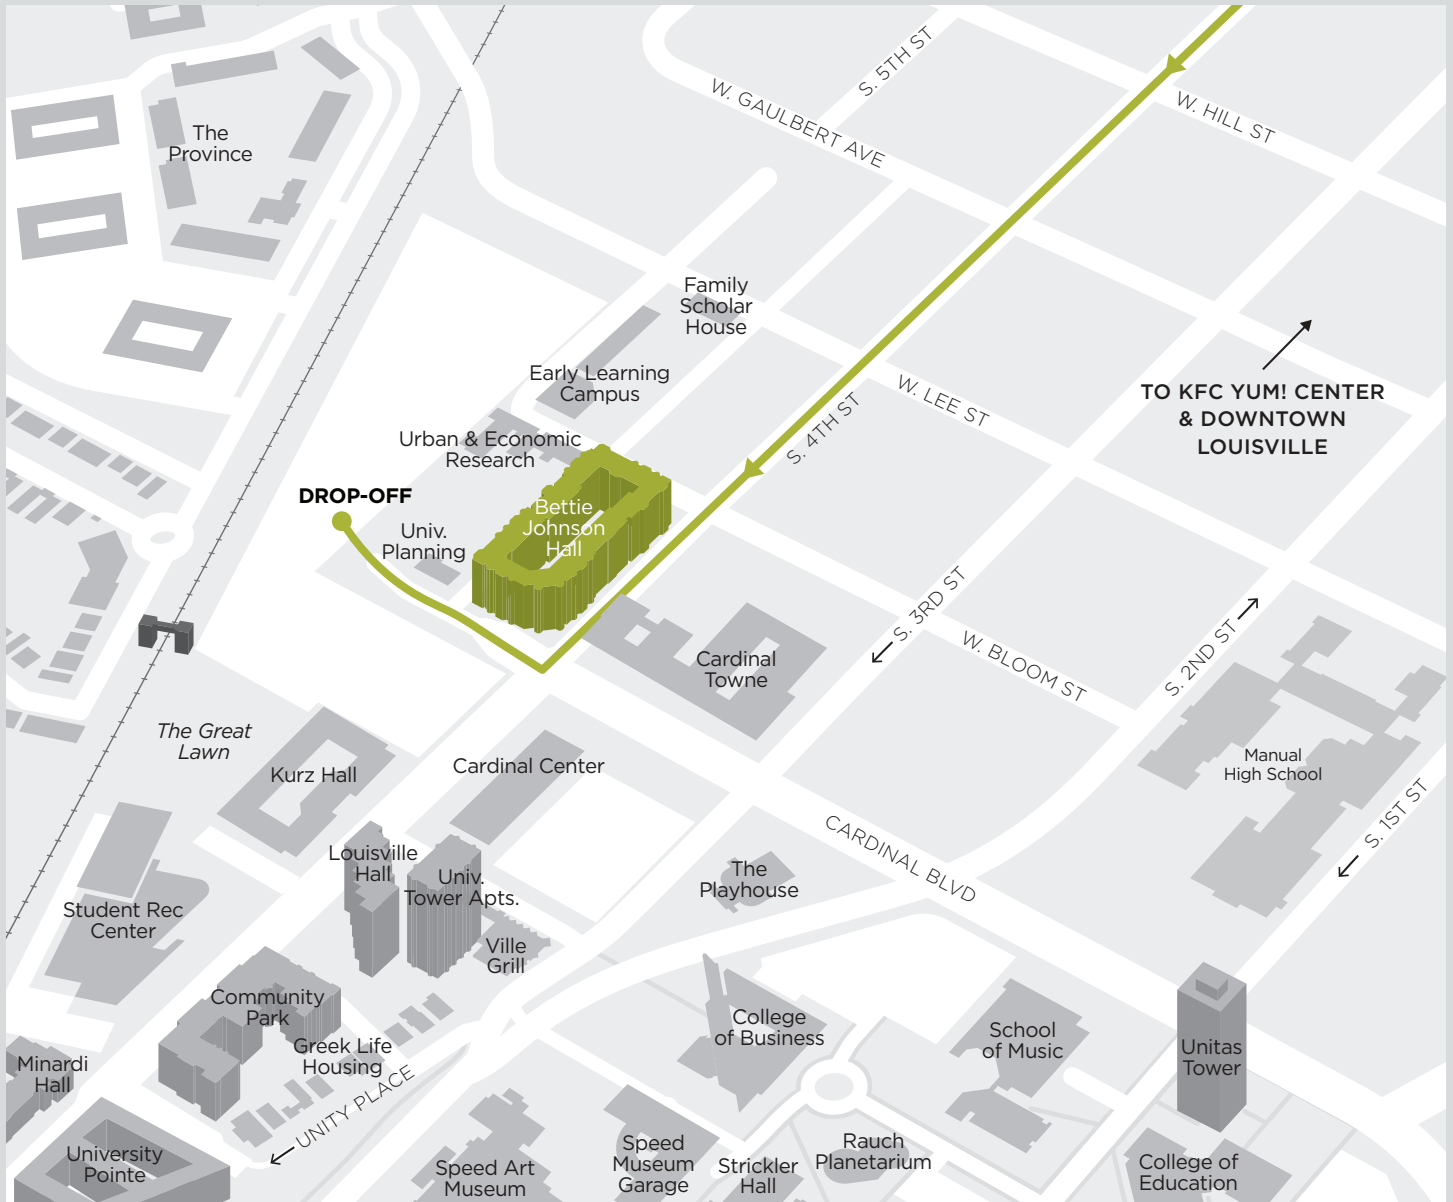 S. 5TH ST
W. GAULBERT AVE
W. HILL ST
The
Province
Family
Scholar
House
Early Learning
Campus
W. LEE ST
TO KFC YUM! CENTER
& DOWNTOWN
LOUISVILLE
S. 4TH ST
Urban & Economic
Research
DROP-OFF
Bettie
Johnson
Hall
Univ.
Planning
S. 3RD ST
W. BLOOM ST
S. 2ND ST
Cardinal
Towne
The Great
Lawn
Kurz Hall
Cardinal Center
Manual
High School
S. 1ST ST
CARDINAL BLVD
Louisville
Hall
Univ.
Tower Apts.
The
Playhouse
Student Rec
Center
Ville
Grill
Community
Park
College
of Business
School
of Music
Unitas
Tower
Greek Life
Housing
Minardi
Hall
UNITY PLACE
University
Pointe
Speed Art
Museum
Speed
Museum
Garage
Strickler
Hall
Rauch
Planetarium
College of
Education